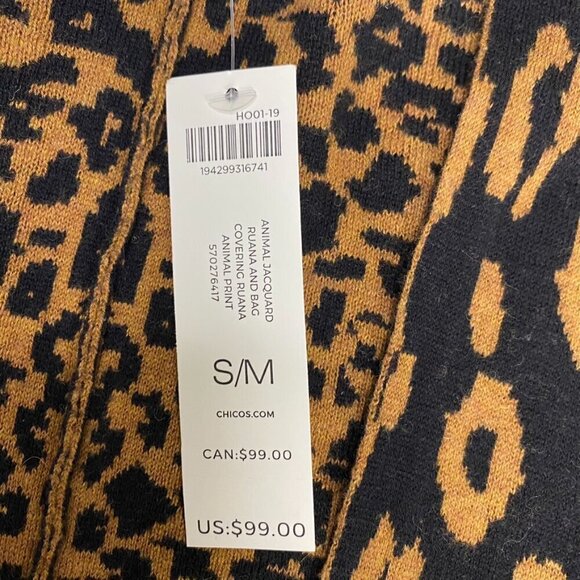 HO01-19
194299316741
ANIMAL JACQUARD
RUANA AND BAG
COVERING RUANA
ANIMAL PRINT
570276417
S/M
CHICOS.COM
CAN:$99.00
US:$99.00